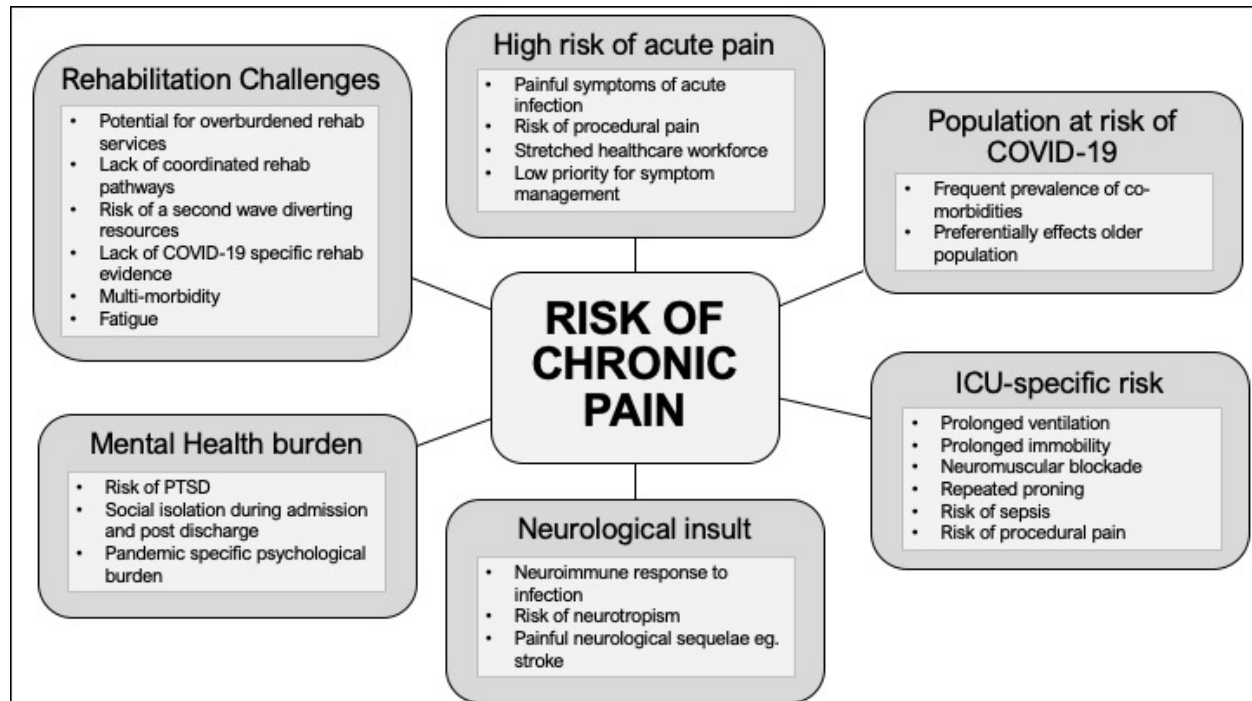 High risk of acute pain
• Painful symptoms of acute
infection
• Risk of procedural pain
• Stretched healthcare workforce
• Low priority for symptom
management
Rehabilitation Challenges
• Potential for overburdened rehab
services
• Lack of coordinated rehab
pathways
• Risk of a second wave diverting
resources
• Lack of COVID-19 specific rehab
evidence
• Multi-morbidity
• Fatigue
Population at risk of
COVID-19
• Frequent prevalence of co-
morbidities
• Preferentially effects older
population
RISK OF
CHRONIC
PAIN
ICU-specific risk
• Prolonged ventilation
• Prolonged immobility
• Neuromuscular blockade
• Repeated proning
• Risk of sepsis
• Risk of procedural pain
Mental Health burden
• Risk of PTSD
• Social isolation during admission
and post discharge
• Pandemic specific psychological
burden
Neurological insult
• Neuroimmune response to
infection
• Risk of neurotropism
• Painful neurological sequelae eg.
stroke